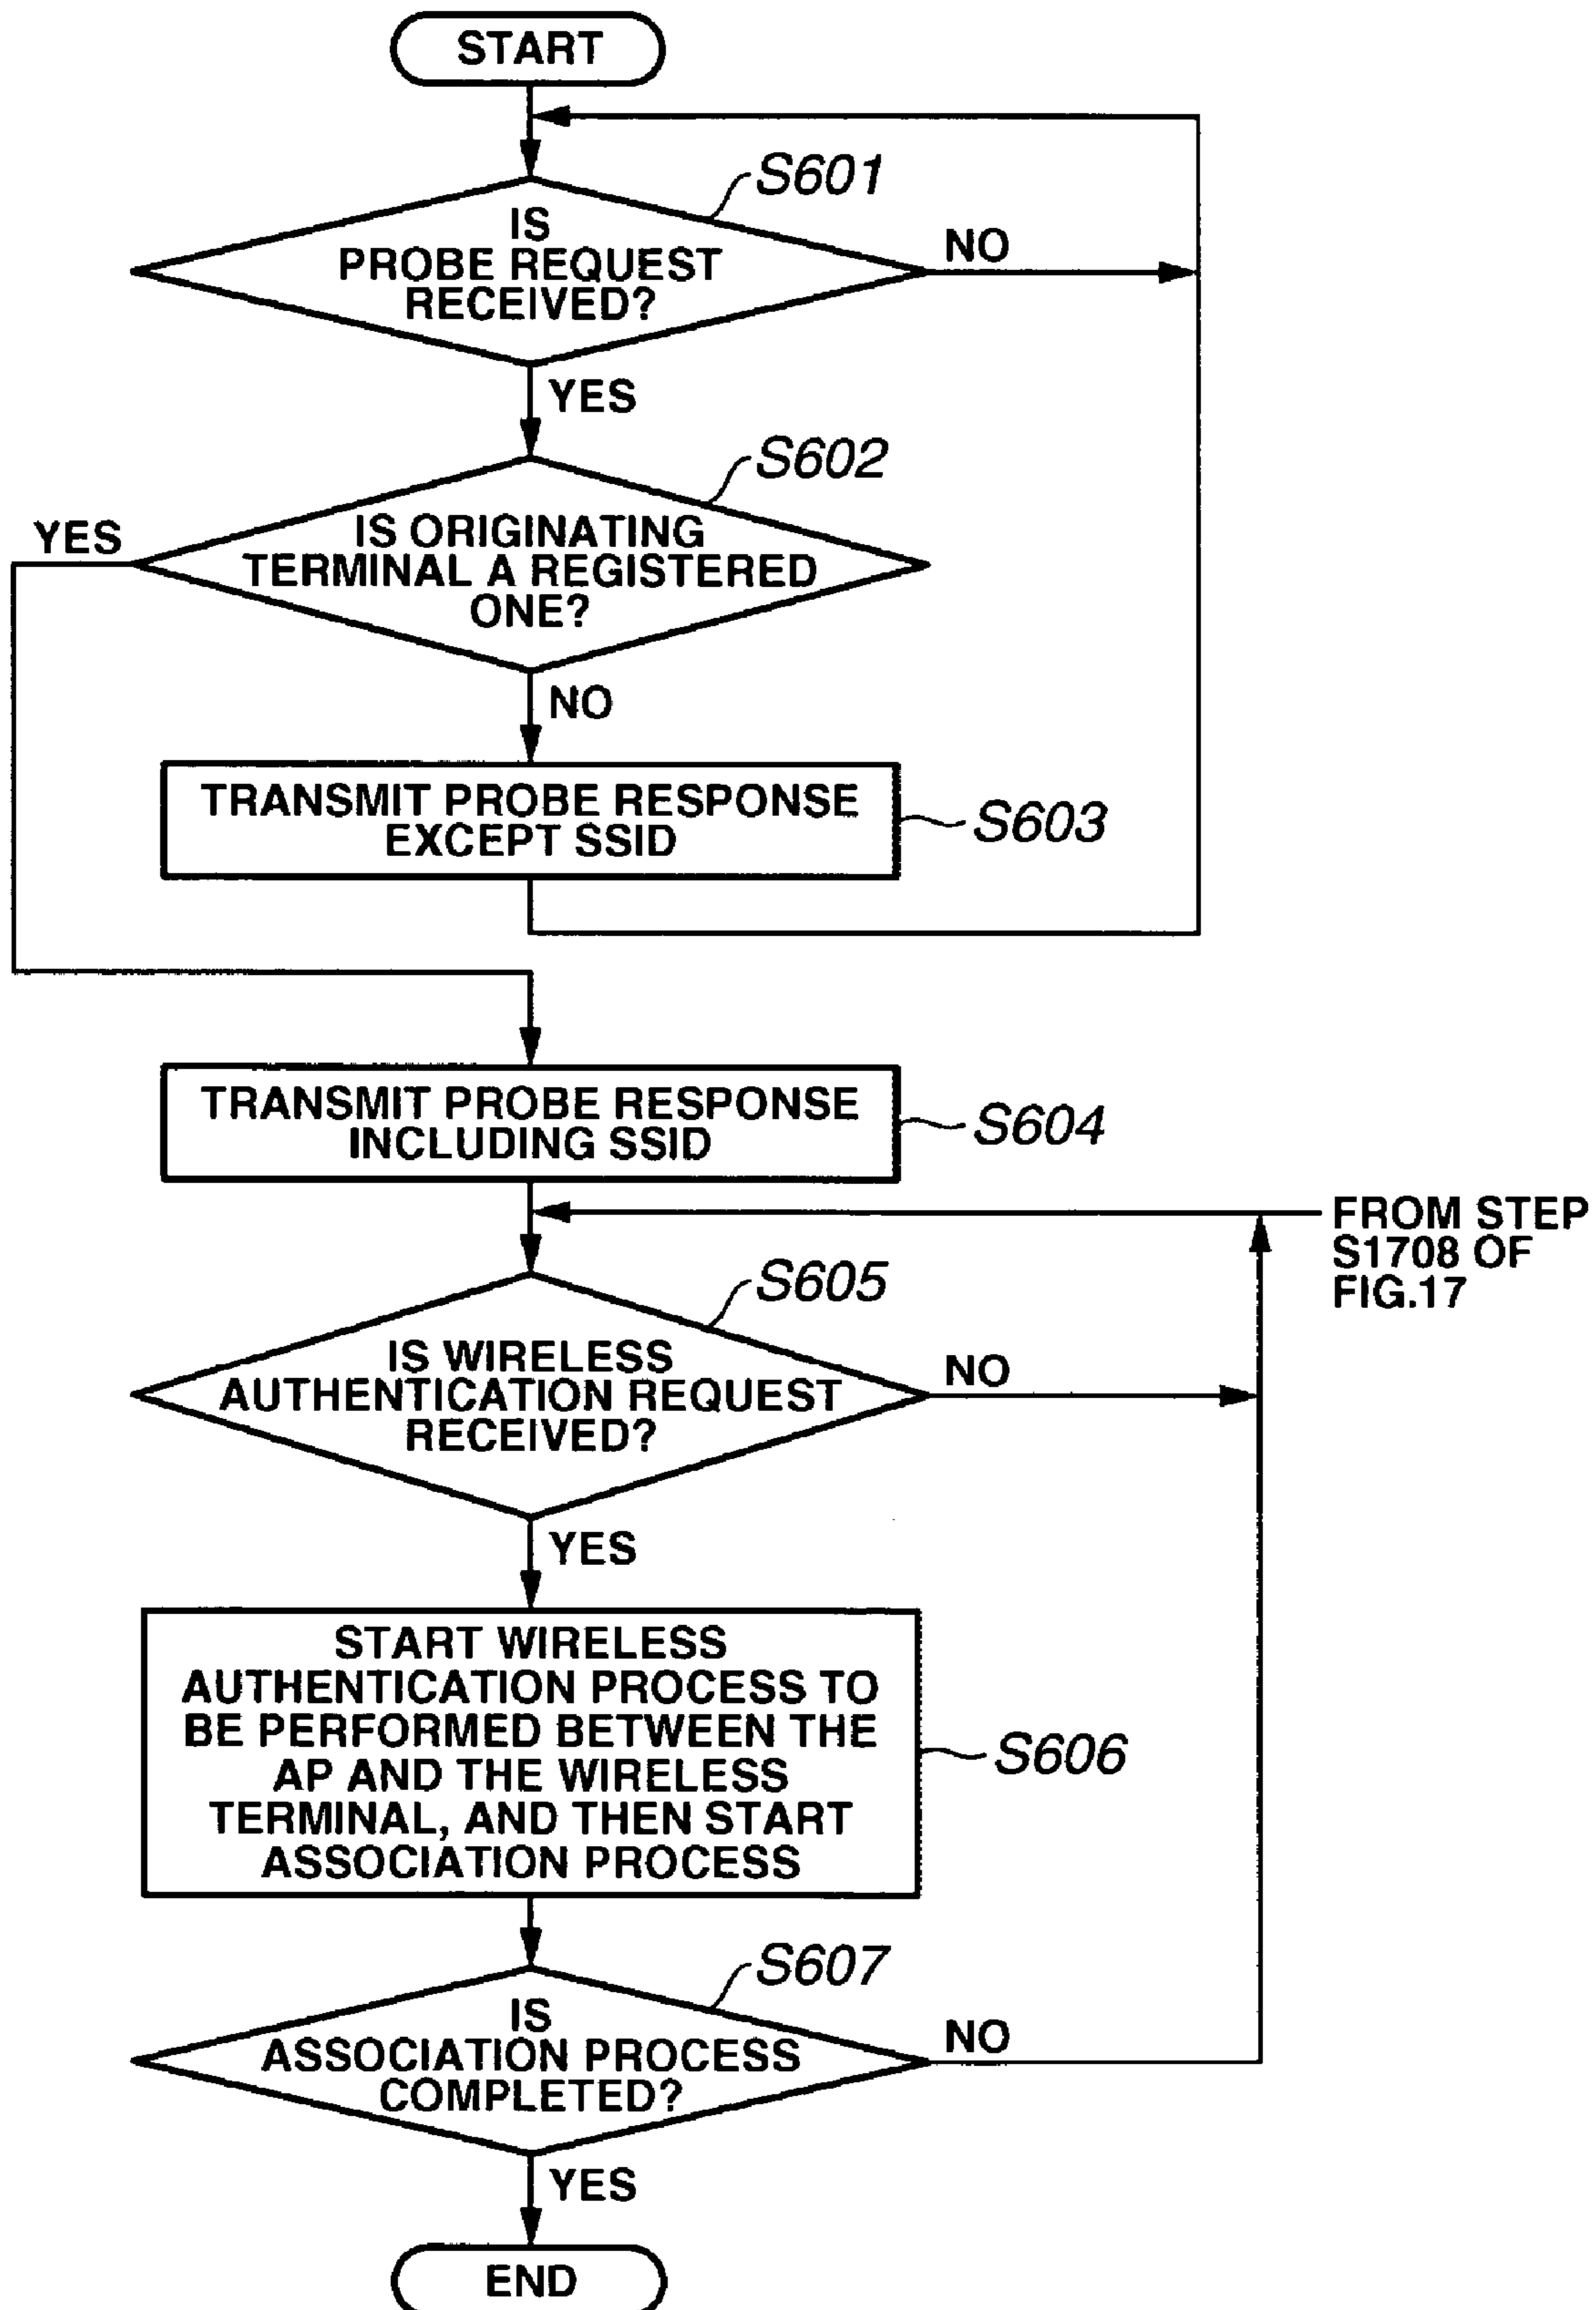 START
S601
IS
PROBE REQUEST
RECEIVED?
NO
YES
S602
YES
IS ORIGINATING
TERMINAL A REGISTERED
ONE?
NO
TRANSMIT PROBE RESPONSE
EXCEPT SSID
S603
TRANSMIT PROBE RESPONSE
INCLUDING SSID
S604
FROM STEP
S1708 OF
FIG.17
S605
IS WIRELESS
AUTHENTICATION REQUEST
RECEIVED?
NO
YES
START WIRELESS
AUTHENTICATION PROCESS TO
BE PERFORMED BETWEEN THE
AP AND THE WIRELESS
TERMINAL, AND THEN START
ASSOCIATION PROCESS
S606
S607
IS
ASSOCIATION PROCESS
COMPLETED?
NO
YES
END